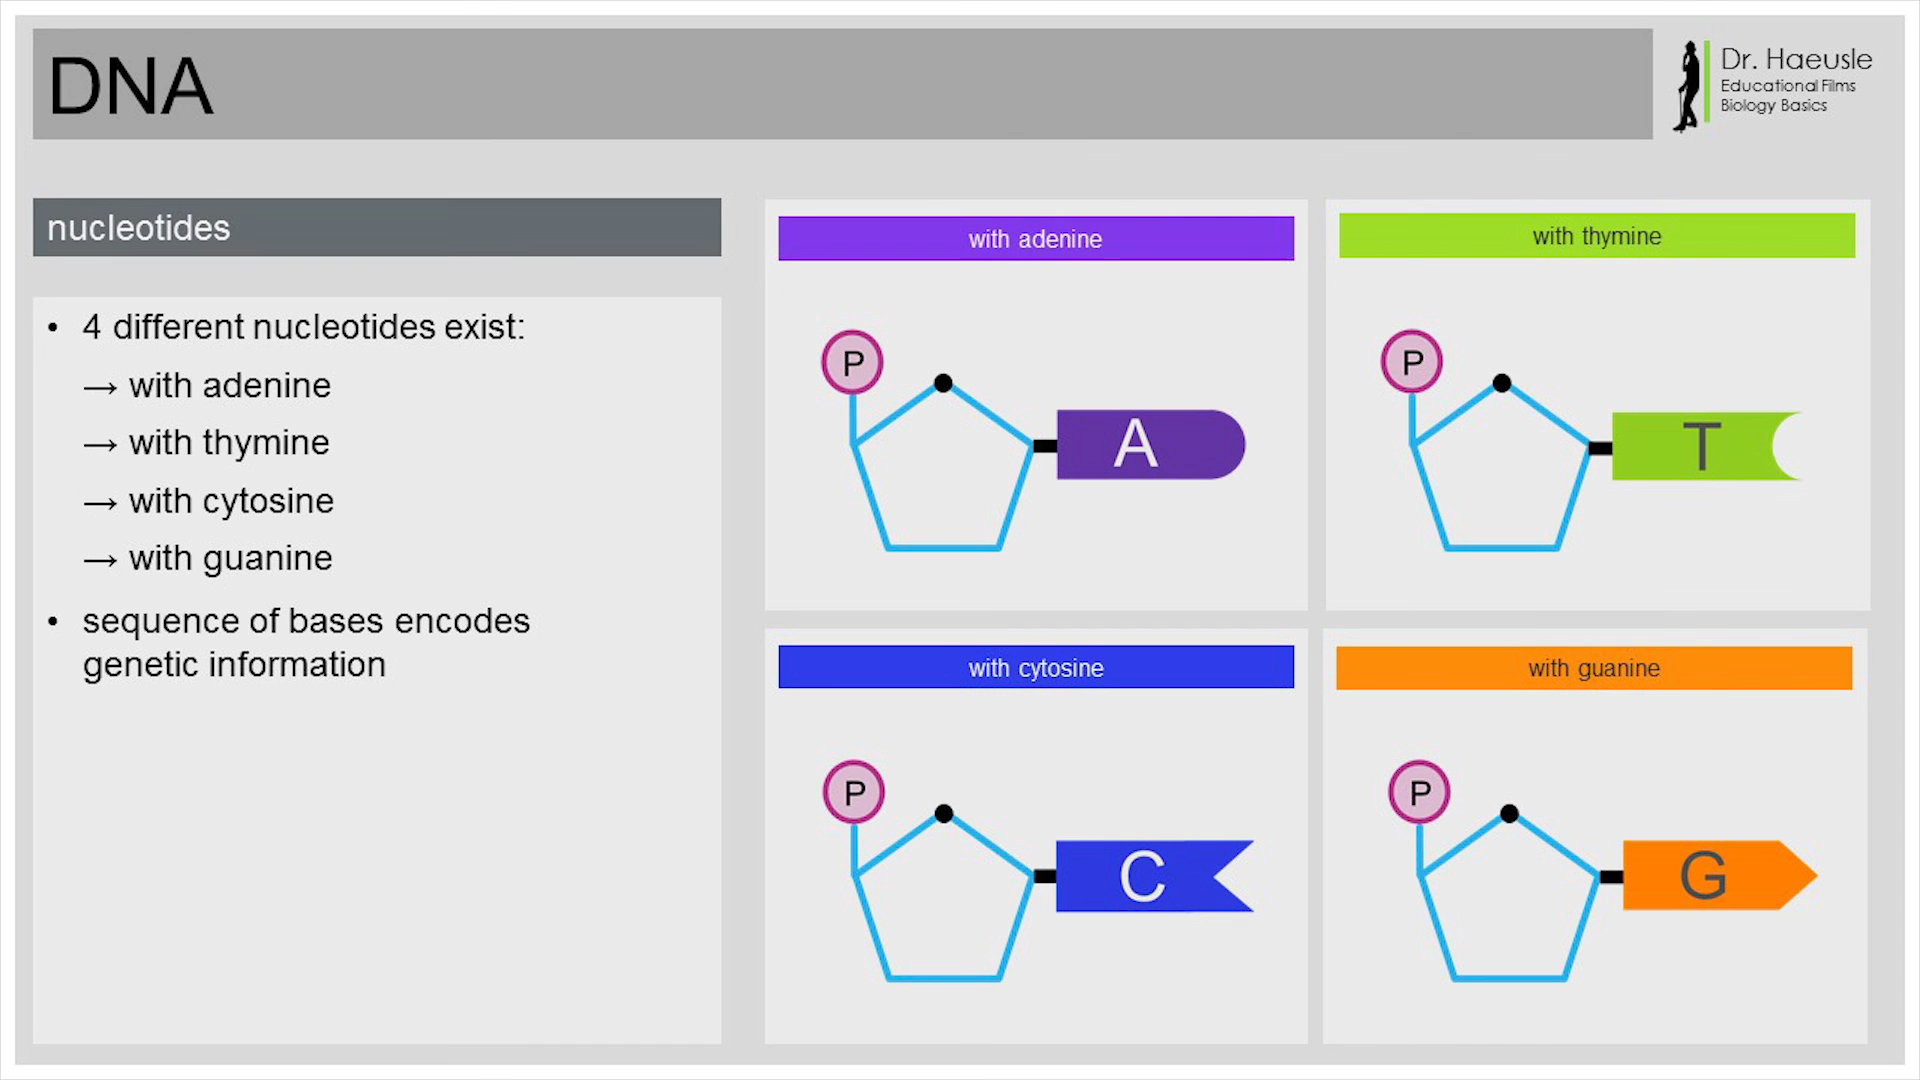 DNA
Dr. Haeusle
Educational Films
Biology Basics
nucleotides
• 4 different nucleotides exist:
→ with adenine
→ with thymine
→ with cytosine
→ with guanine
• sequence of bases encodes
genetic information
with adenine
P
A
with thymine
P
T
with cytosine
P
C
with guanine
P
G